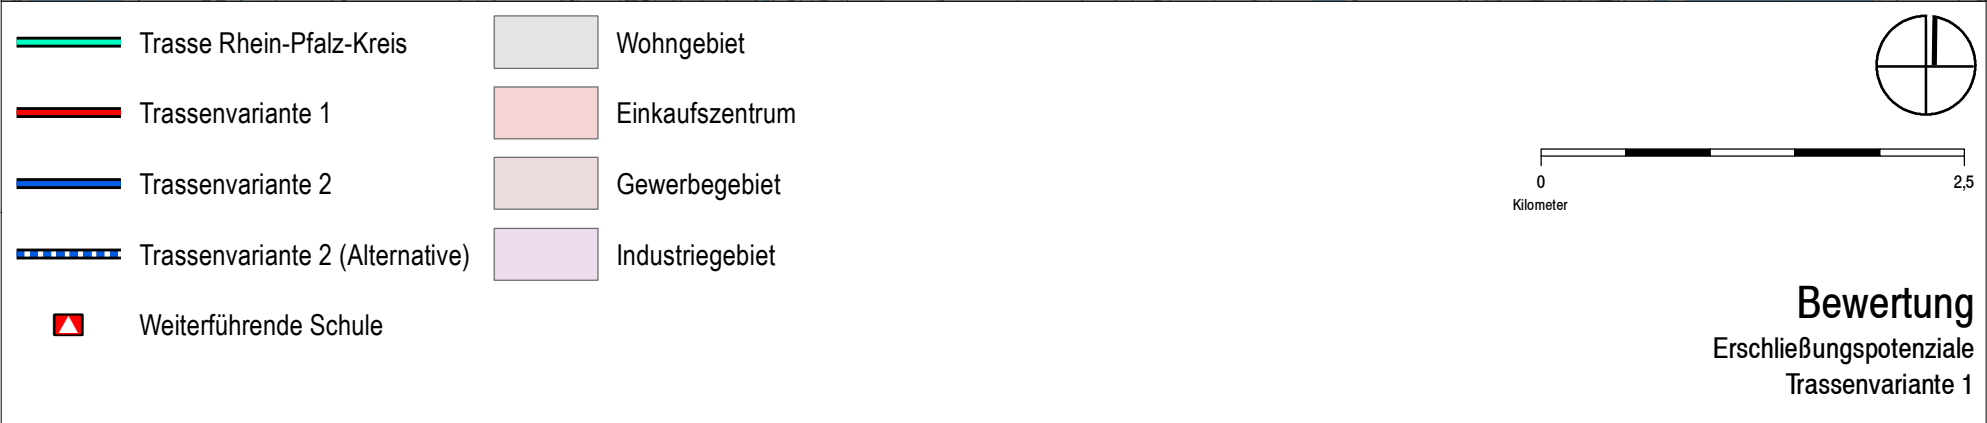 Trasse Rhein-Pfalz-Kreis
Trassenvariante 1
Trassenvariante 2
Trassenvariante 2 (Alternative)
Weiterführende Schule
Wohngebiet
Einkaufszentrum
Gewerbegebiet
Industriegebiet
0 2,5
Kilometer
Bewertung
Erschließungspotenziale
Trassenvariante 1